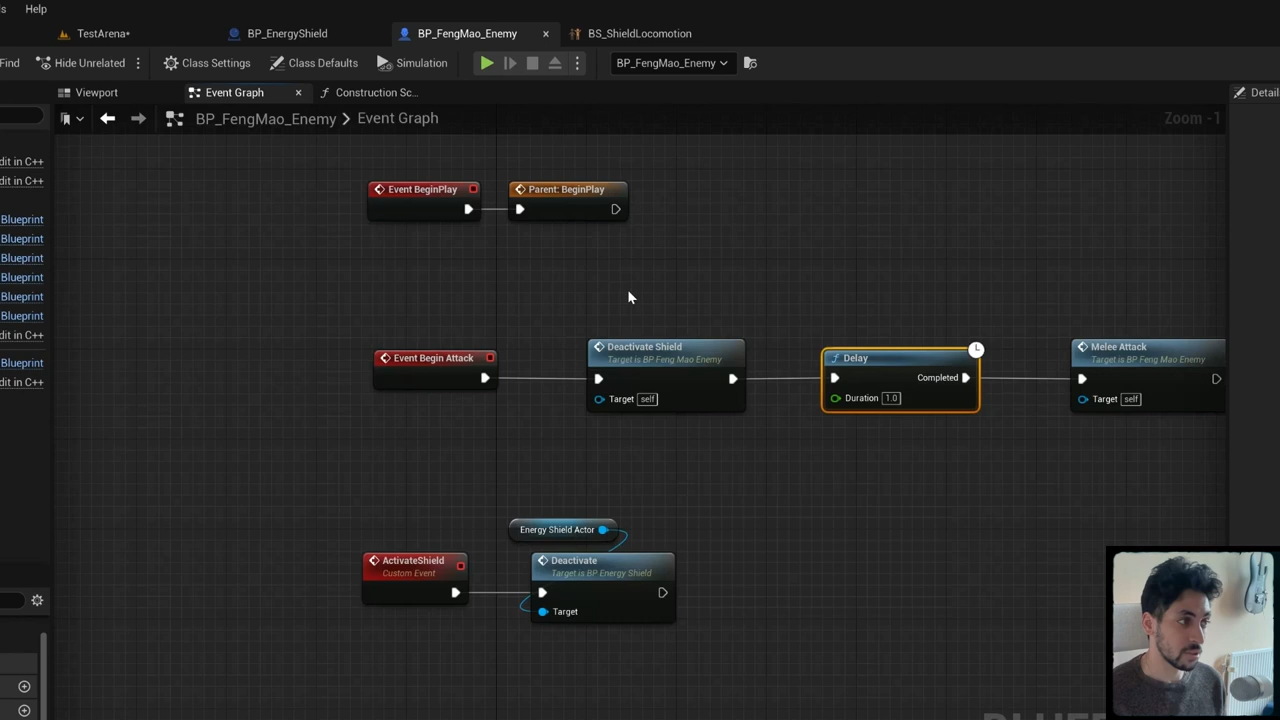 s Help
TestArena*
BP_EnergyShield
BP_FengMao_Enemy
BS_ShieldLocomotion
Find
Hide Unrelated
Class Settings
Class Defaults
Simulation
BP_FengMao_Enemy
Viewport
Event Graph
Construction Sc...
Detail
BP_FengMao_Enemy > Event Graph
Zoom -1
dit in C++
dit in C++
Blueprint
Blueprint
Blueprint
Blueprint
Blueprint
Blueprint
dit in C++
Blueprint
dit in C++
Event BeginPlay
Parent: BeginPlay
Event Begin Attack
Deactivate Shield
Target is BP Feng Mao Enemy
Target self
Delay
Completed
Duration 1.0
Melee Attack
Target is BP Feng Mao Enemy
Target self
Energy Shield Actor
ActivateShield
Custom Event
Deactivate
Target is BP Energy Shield
Target